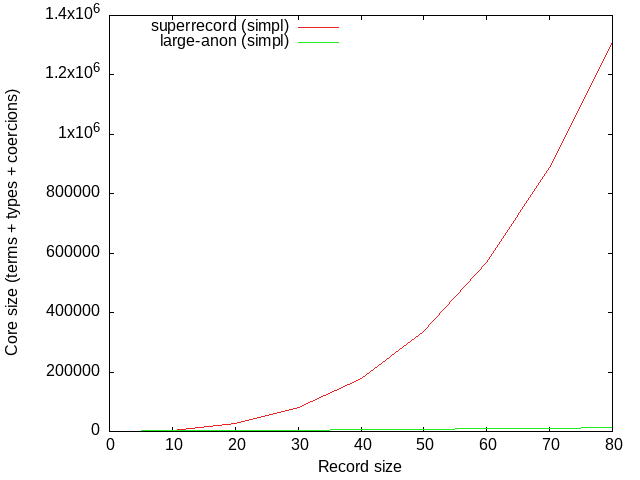 superrecord (simpl)
large-anon (simpl)
1.4x10⁶
1.2x10⁶
1x10⁶
800000
600000
400000
200000
0
Core size (terms + types + coercions)
0 10 20 30 40 50 60 70 80
Record size